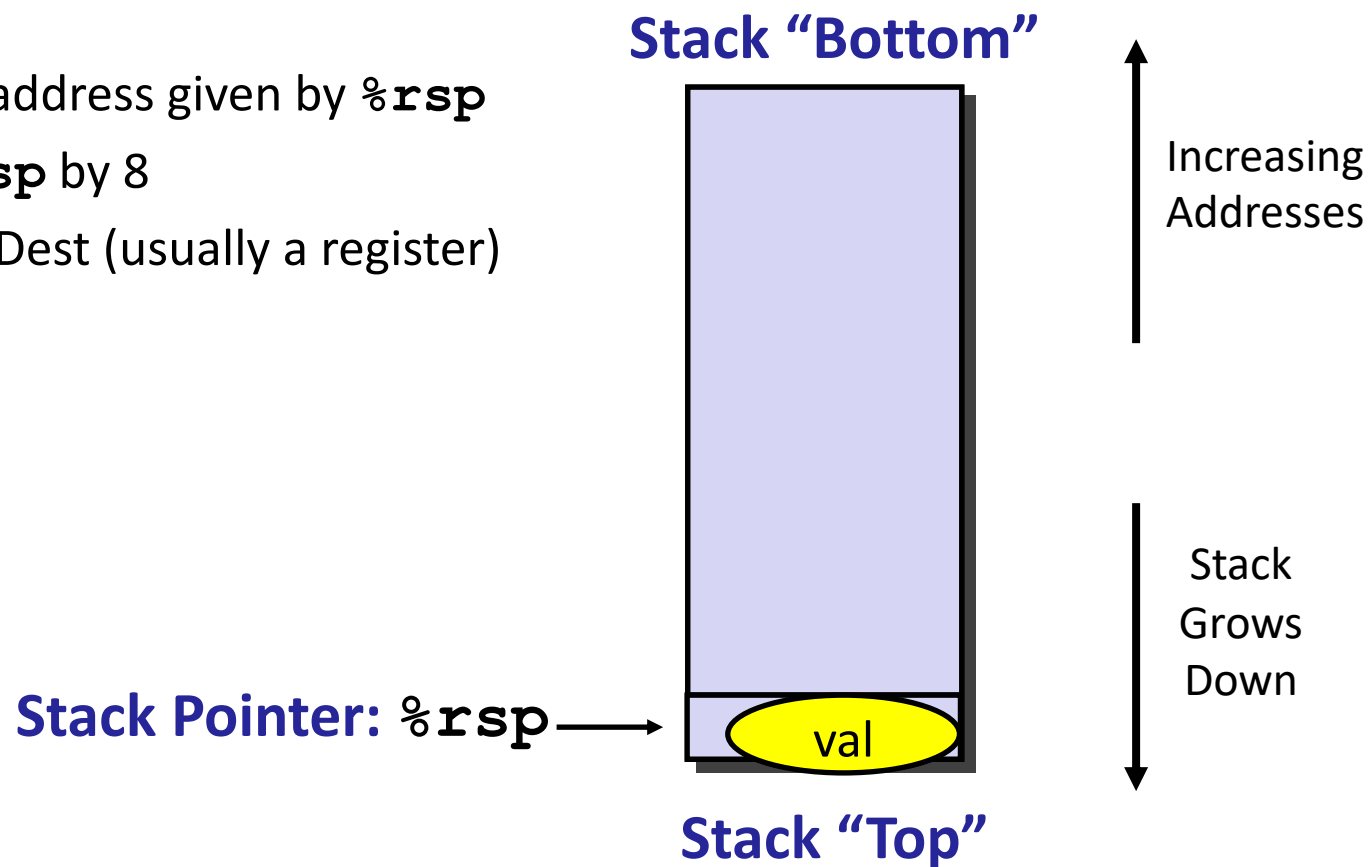 Stack “Bottom”
address given by %rsp
sp by 8
Dest (usually a register)
Increasing
Addresses
Stack
Grows
Down
Stack Pointer: %rsp
val
Stack “Top”